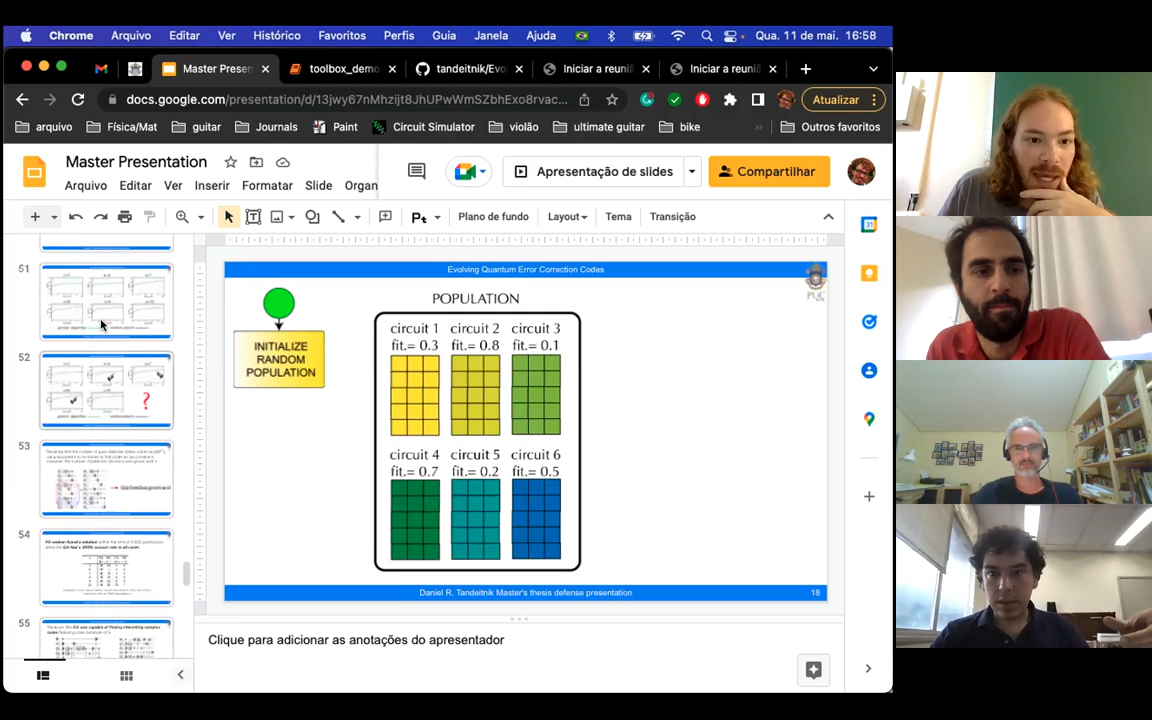 Chrome Arquivo Editar Ver Histórico Favoritos Perfis Guia Janela Ajuda Qua. 11 de mai. 16:58
Master Presen toolbox_demo tandeitnik/Evo Iniciar a reuni Iniciar a reuni
docs.google.com/presentation/d/13jwy67nMhzijt8JhUPwWmSZbhExo8rvac... Atualizar
arquivo Física/Mat guitar Journals Paint Circuit Simulator violão ultimate guitar bike » Outros favoritos
Master Presentation
Arquivo Editar Ver Inserir Formatar Slide Organ
Apresentação de slides
Compartilhar
Plano de fundo Layout Tema Transição
51
52
?
53
54
55
Evolving Quantum Error Correction Codes
PUC
INITIALIZE
RANDOM
POPULATION
POPULATION
circuit 1 circuit 2 circuit 3
fit.= 0.3 fit.= 0.8 fit.= 0.1
circuit 4 circuit 5 circuit 6
fit.= 0.7 fit.= 0.2 fit.= 0.5
Daniel R. Tandeitnik Master's thesis defense presentation 18
Clique para adicionar as anotações do apresentador